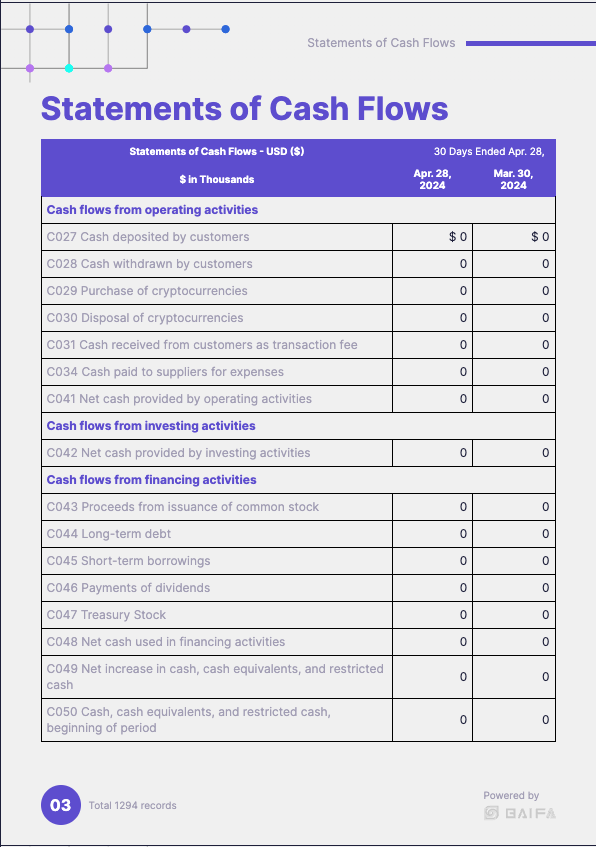 Statements of Cash Flows
Statements of Cash Flows
Statements of Cash Flows - USD ($) 30 Days Ended Apr. 28,
$ in Thousands Apr. 28, 2024 Mar. 30, 2024
Cash flows from operating activities
C027 Cash deposited by customers $ 0 $ 0
C028 Cash withdrawn by customers 0 0
C029 Purchase of cryptocurrencies 0 0
C030 Disposal of cryptocurrencies 0 0
C031 Cash received from customers as transaction fee 0 0
C034 Cash paid to suppliers for expenses 0 0
C041 Net cash provided by operating activities 0 0
Cash flows from investing activities
C042 Net cash provided by investing activities 0 0
Cash flows from financing activities
C043 Proceeds from issuance of common stock 0 0
C044 Long-term debt 0 0
C045 Short-term borrowings 0 0
C046 Payments of dividends 0 0
C047 Treasury Stock 0 0
C048 Net cash used in financing activities 0 0
C049 Net increase in cash, cash equivalents, and restricted
cash 0 0
C050 Cash, cash equivalents, and restricted cash,
beginning of period 0 0
03 Total 1294 records
Powered by
BAIFA